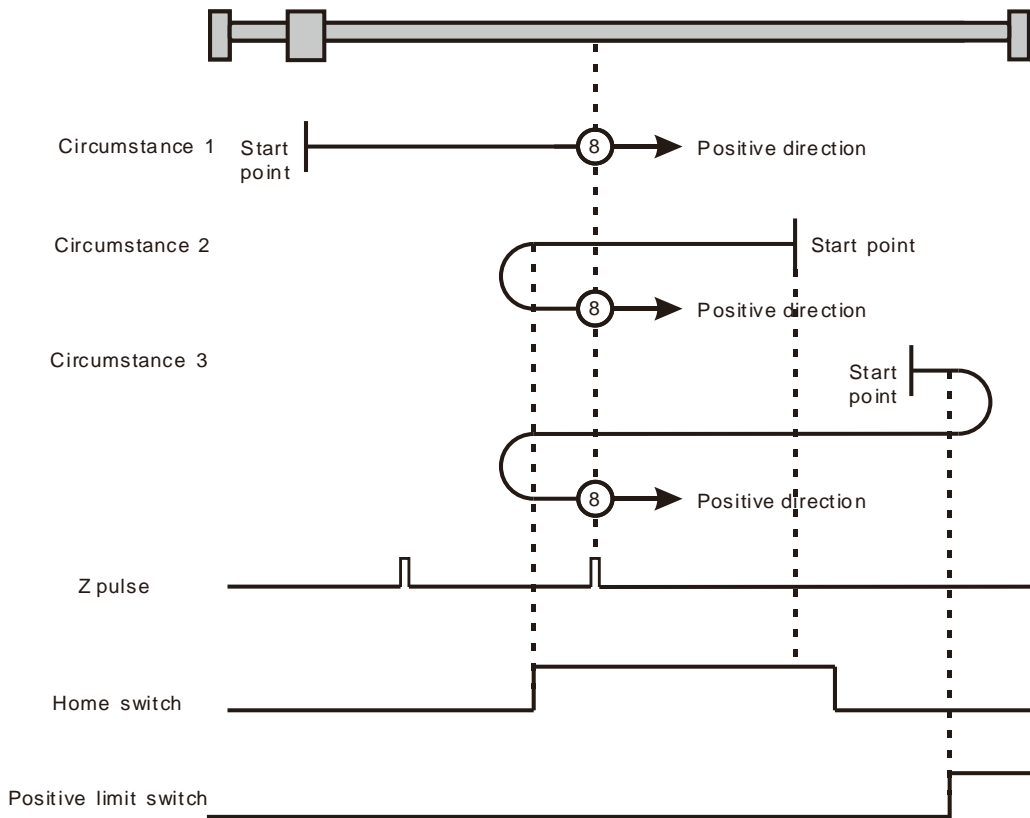 Circumstance 1
Start
point
8
Positive direction
Circumstance 2
Start point
8
Positive direction
Circumstance 3
Start
point
8
Positive direction
Z pulse
Home switch
Positive limit switch